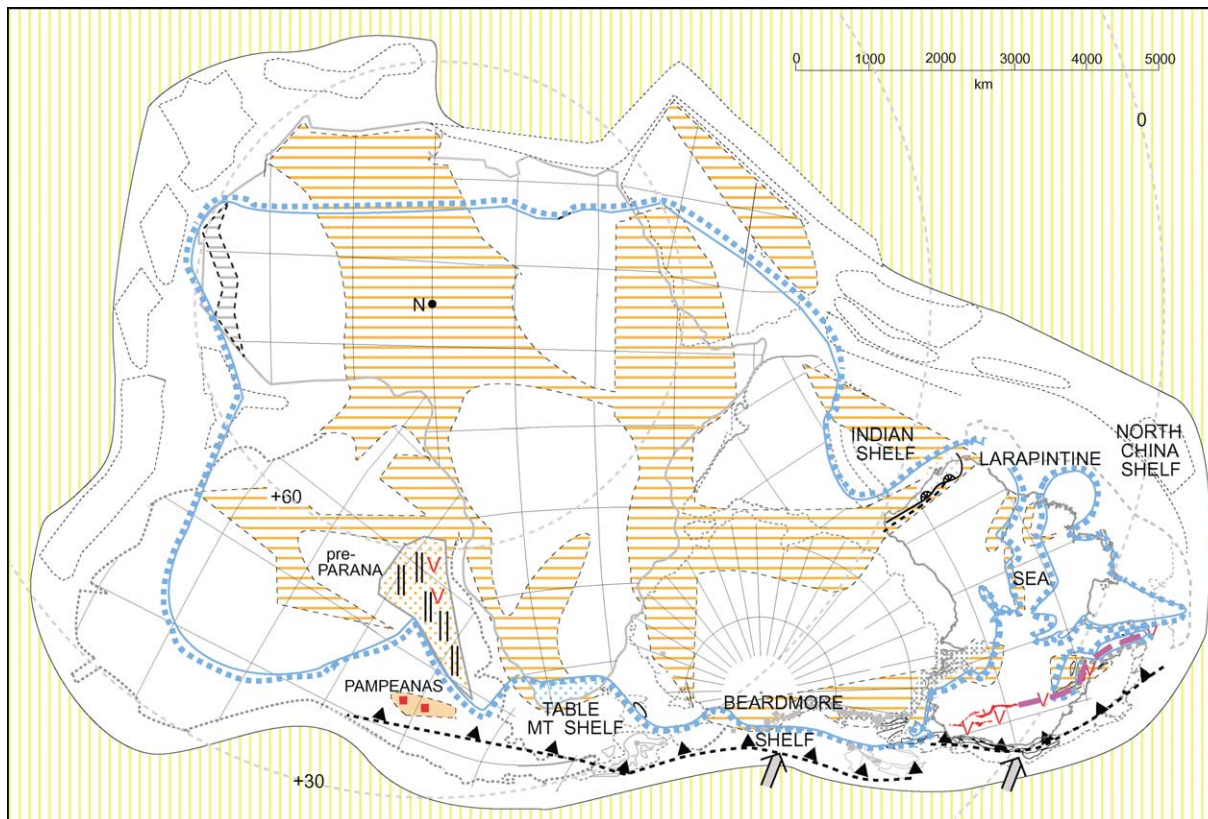 0 1000 2000 3000 4000 5000
km
0
N
INDIAN
SHELF
LARAPINTINE
NORTH
CHINA
SHELF
+60
pre-
PARANA
V
V
SEA
V
V
V
V
V
PAMPEANAS
TABLE
MT SHELF
BEARDMORE
SHELF
+30